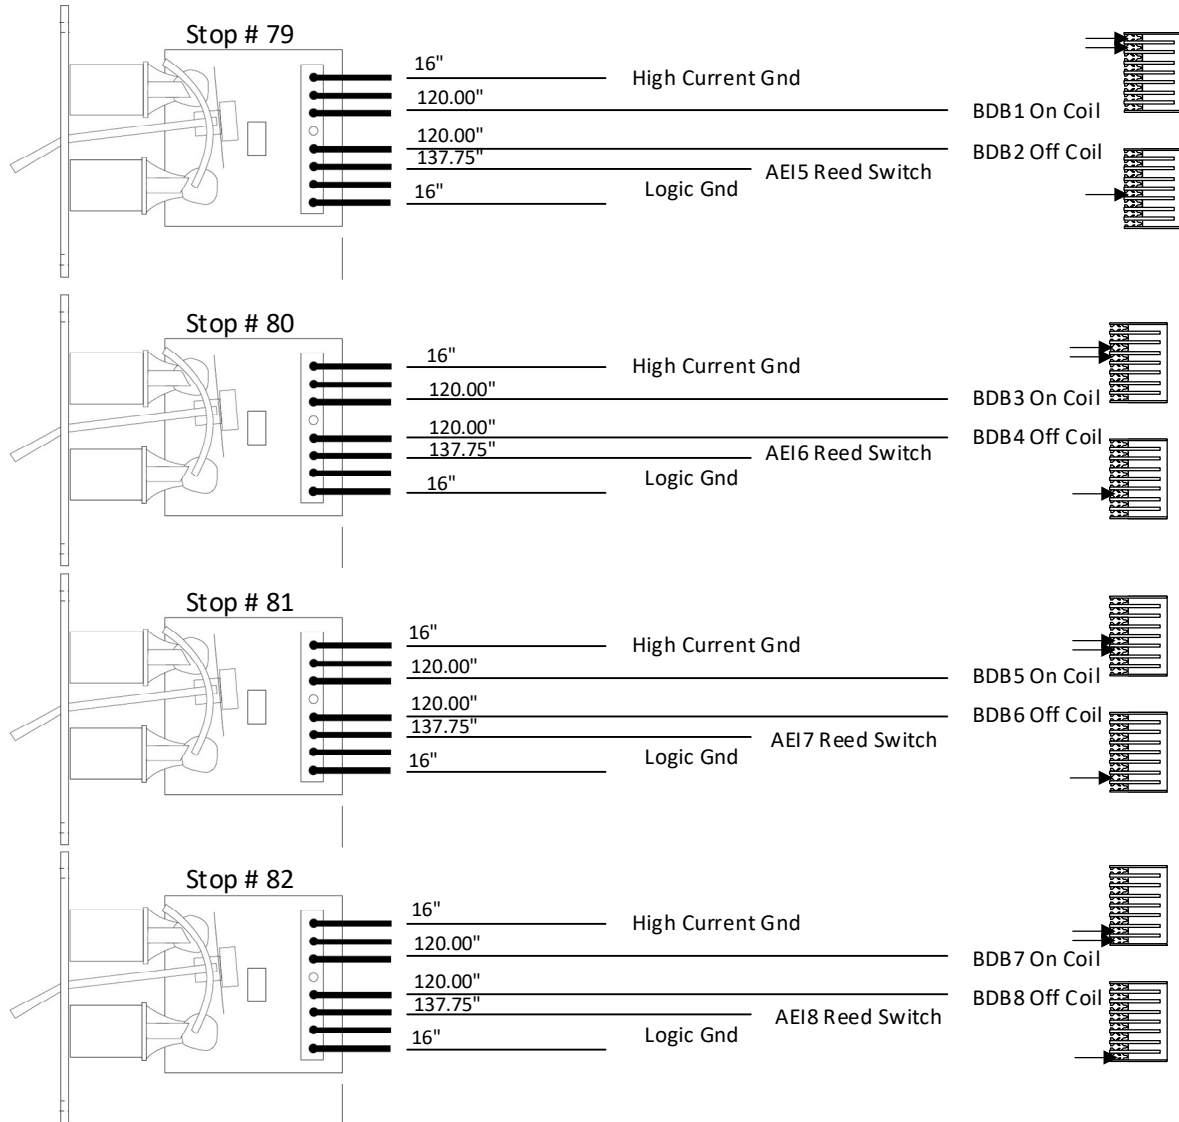 Stop # 79
16"
High Current Gnd
120.00"
BDB1 On Coil
120.00"
BDB2 Off Coil
137.75"
AEI5 Reed Switch
16"
Logic Gnd
Stop # 80
16"
High Current Gnd
120.00"
BDB3 On Coil
120.00"
BDB4 Off Coil
137.75"
AEI6 Reed Switch
16"
Logic Gnd
Stop # 81
16"
High Current Gnd
120.00"
BDB5 On Coil
120.00"
BDB6 Off Coil
137.75"
AEI7 Reed Switch
16"
Logic Gnd
Stop # 82
16"
High Current Gnd
120.00"
BDB7 On Coil
120.00"
BDB8 Off Coil
137.75"
AEI8 Reed Switch
16"
Logic Gnd